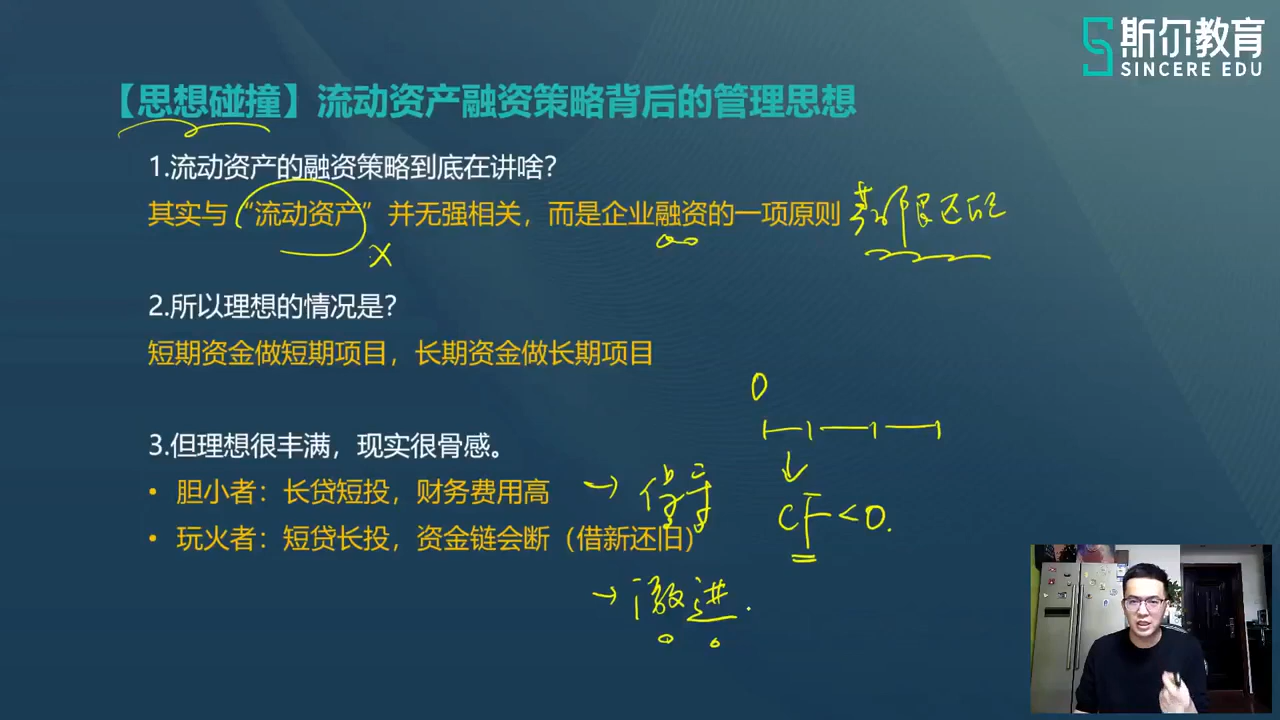 斯尔教育
SINCERE EDU
【思想碰撞】流动资产融资策略背后的管理思想
1.流动资产的融资策略到底在讲啥？
其实与“流动资产”并无强相关，而是企业融资的一项原则 期限匹配
2.所以理想的情况是？
短期资金做短期项目，长期资金做长期项目
0
3.但理想很丰满，现实很骨感。
• 胆小者：长贷短投，财务费用高 → 保守
CF<0.
• 玩火者：短贷长投，资金链会断（借新还旧）
→ 激进.